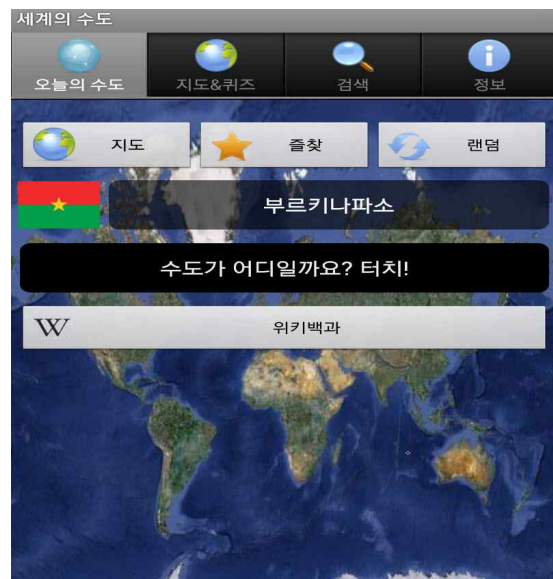 세계의 수도
오늘의 수도 지도&퀴즈 검색 정보
지도 즐찾 랜덤
부르키나파소
수도가 어디일까요? 터치!
W 위키백과